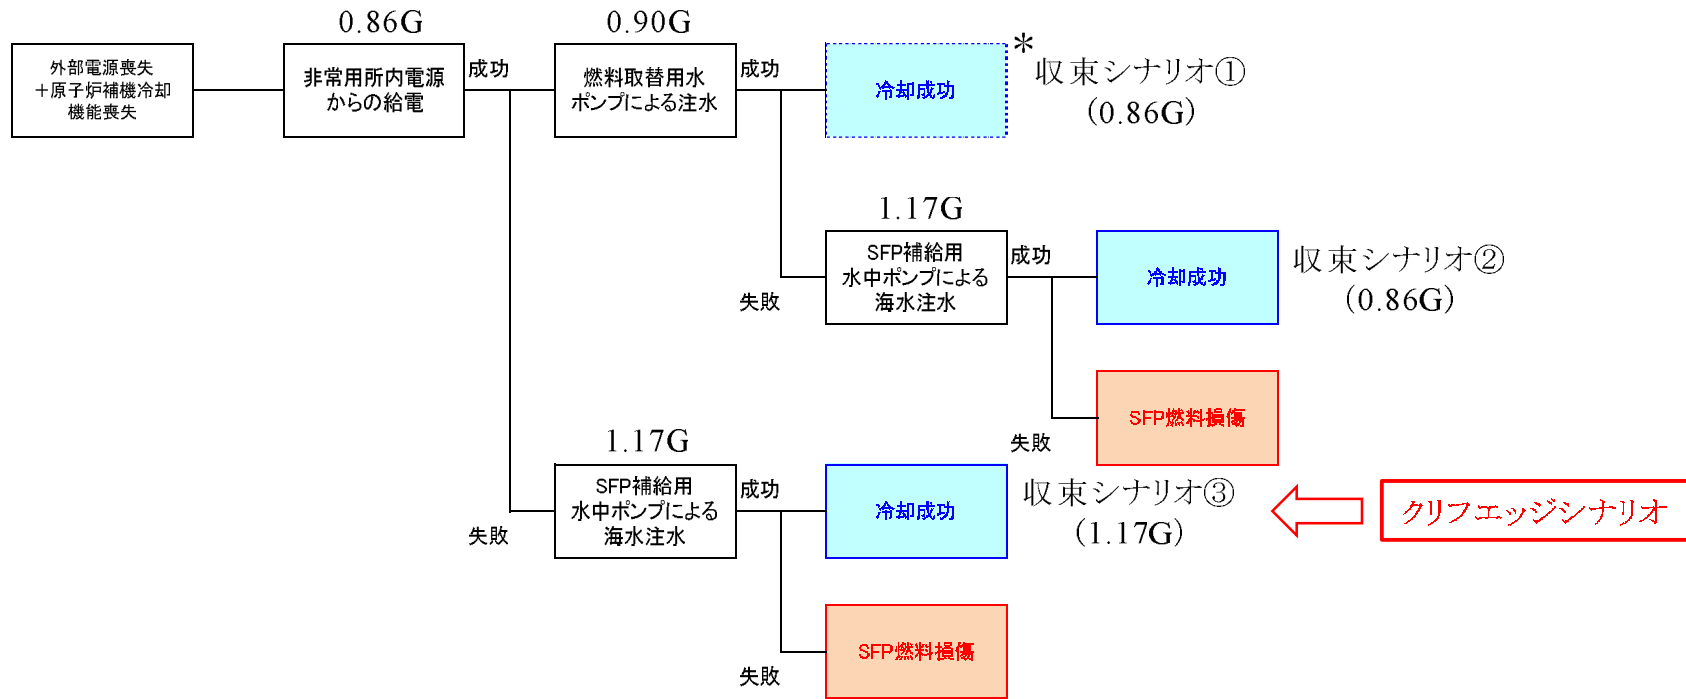 0.86G
0.90G
外部電源喪失
＋原子炉補機冷却
機能喪失
非常用所内電源
からの給電
成功
燃料取替用水
ポンプによる注水
成功
冷却成功
*
収束シナリオ①
(0.86G)
1.17G
SFP補給用
水中ポンプによる
海水注水
成功
失敗
冷却成功
収束シナリオ②
(0.86G)
SFP燃料損傷
失敗
1.17G
SFP補給用
水中ポンプによる
海水注水
成功
失敗
冷却成功
収束シナリオ③
(1.17G)
クリフエッジシナリオ
SFP燃料損傷
失敗